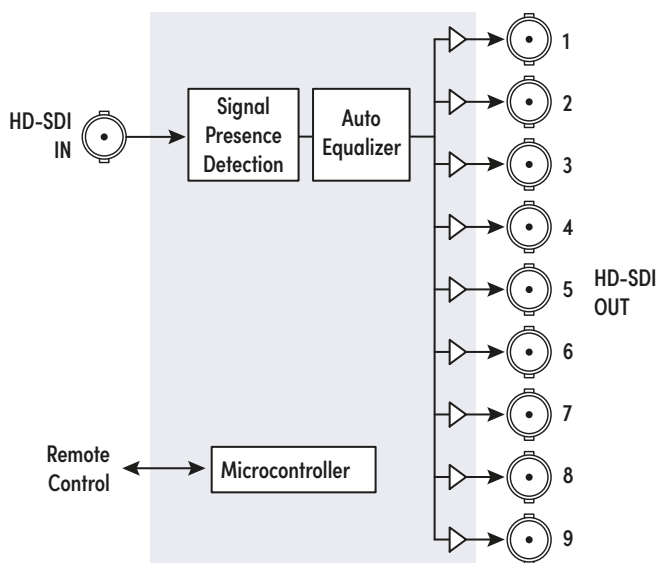 HD-SDI
IN
Signal
Presence
Detection
Auto
Equalizer
1
2
3
4
5
6
7
8
9
HD-SDI
OUT
Remote
Control
Microcontroller